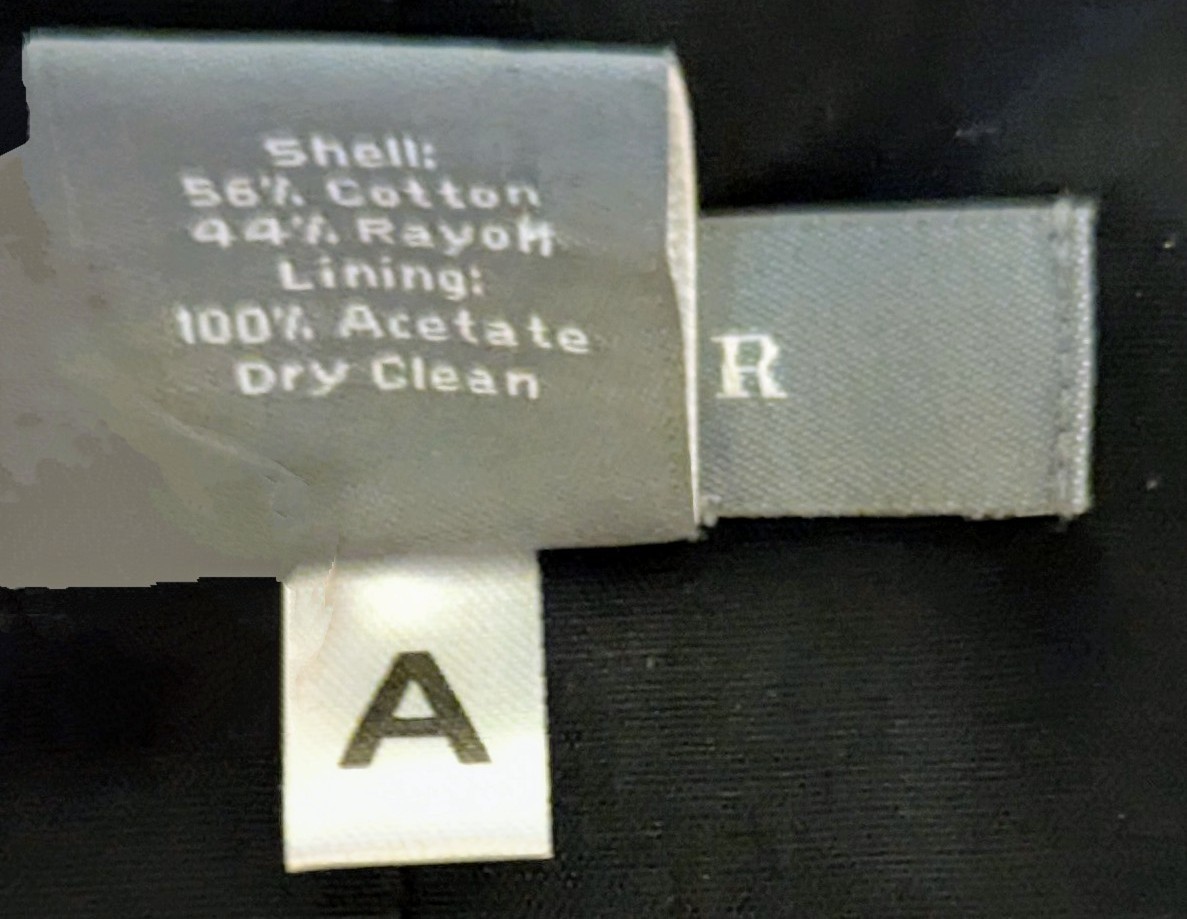 Shell:
56% Cotton
44% Rayon
Lining:
100% Acetate
Dry Clean
R
A